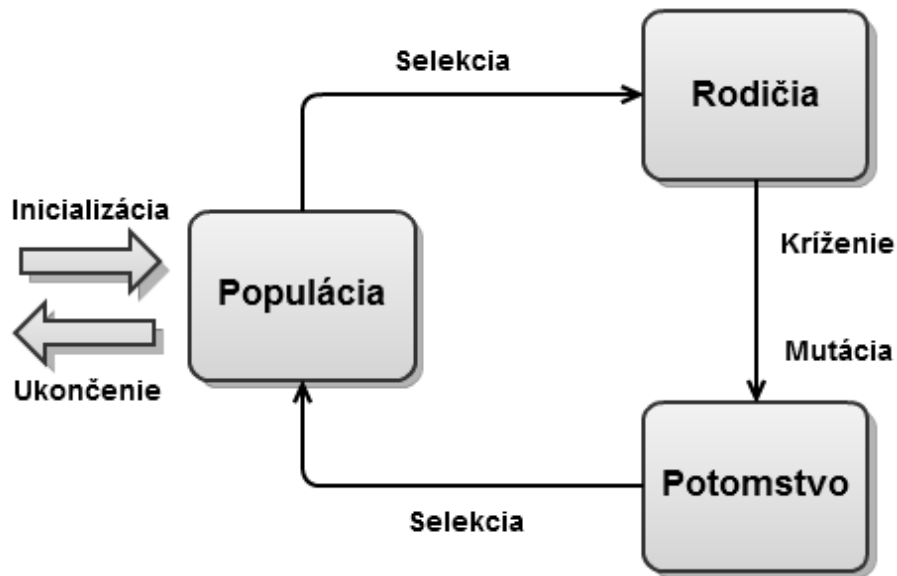 Selekcia
Rodičia
Inicializácia
Populácia
Kríženie
Mutácia
Ukončenie
Potomstvo
Selekcia